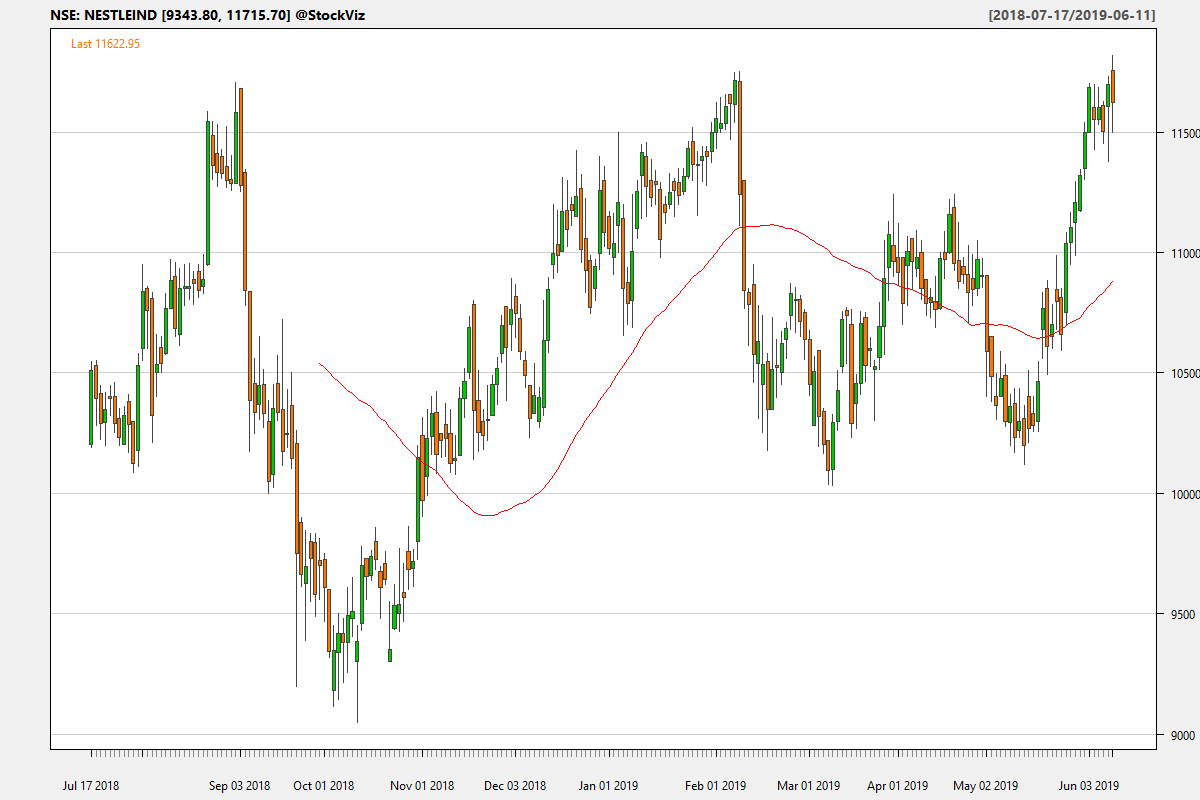 NSE: NESTLEIND [9343.80, 11715.70] @StockViz
[2018-07-17/2019-06-11]
Last 11622.95
11500
11000
10500
10000
9500
9000
Jul 17 2018
Sep 03 2018
Oct 01 2018
Nov 01 2018
Dec 03 2018
Jan 01 2019
Feb 01 2019
Mar 01 2019
Apr 01 2019
May 02 2019
Jun 03 2019